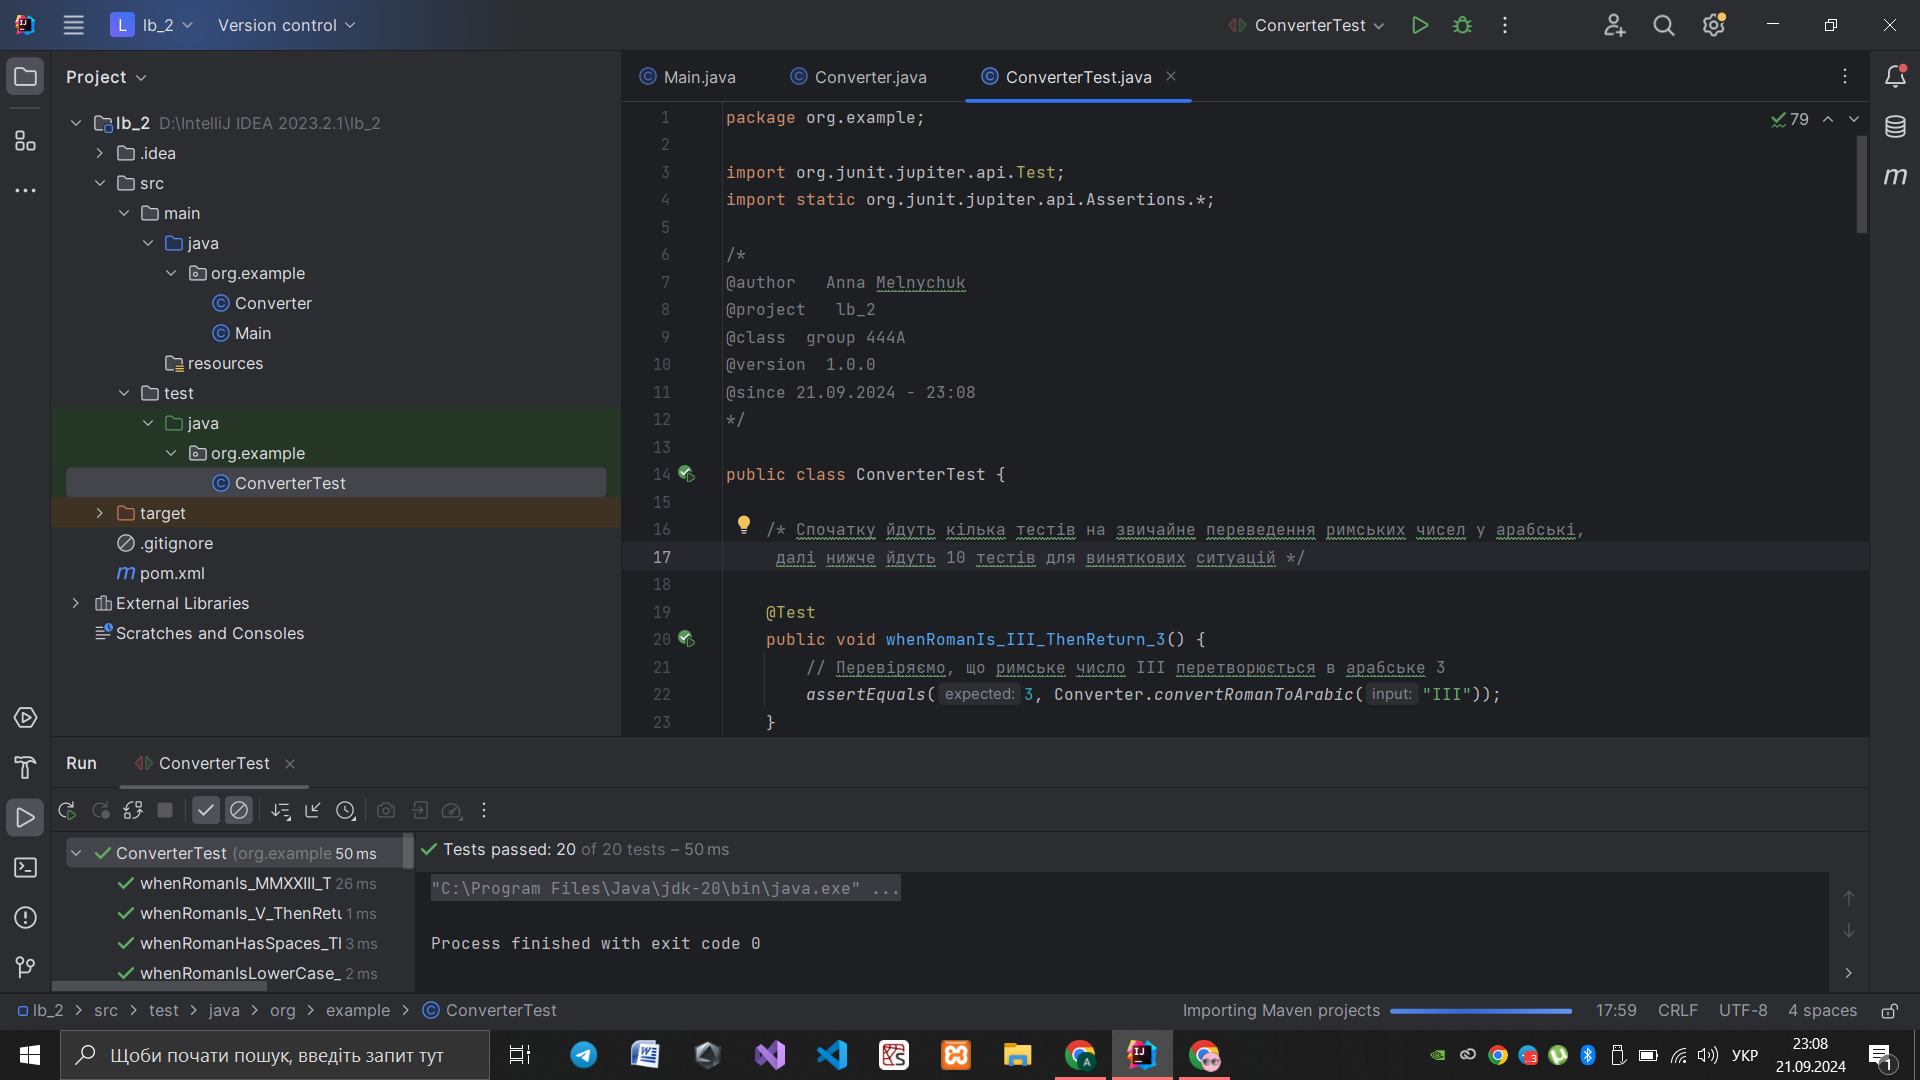 L lb_2 Version control ConverterTest
Project
lb_2 D:\IntelliJ IDEA 2023.2.1\lb_2
.idea
src
main
java
org.example
Converter
Main
resources
test
java
org.example
ConverterTest
target
.gitignore
pom.xml
External Libraries
Scratches and Consoles
Main.java Converter.java ConverterTest.java
79
1 package org.example;
2
3 import org.junit.jupiter.api.Test;
4 import static org.junit.jupiter.api.Assertions.*;
5
6 /*
7 @author   Anna Melnychuk
8 @project   lb_2
9 @class  group 444A
10 @version  1.0.0
11 @since 21.09.2024 - 23:08
12 */
13
14 public class ConverterTest {
15
16 /* Спочатку йдуть кілька тестів на звичайне переведення римських чисел у арабські,
17 далі нижче йдуть 10 тестів для виняткових ситуацій */
18
19 @Test
20 public void whenRomanIs_III_ThenReturn_3() {
21 // Перевіряємо, що римське число III перетворюється в арабське 3
22 assertEquals( expected: 3, Converter.convertRomanToArabic( input: "III"));
23 }
Run ConverterTest
ConverterTest (org.example 50 ms
whenRomanIs_MMXXIII_T 26 ms
whenRomanIs_V_ThenRetu 1 ms
whenRomanHasSpaces_Tl 3 ms
whenRomanIsLowerCase_ 2 ms
Tests passed: 20 of 20 tests – 50 ms
"C:\Program Files\Java\jdk-20\bin\java.exe" ...
Process finished with exit code 0
lb_2 > src > test > java > org > example > ConverterTest
Importing Maven projects 17:59 CRLF UTF-8 4 spaces
Щоби почати пошук, введіть запит тут
УКР
23:08
21.09.2024
1